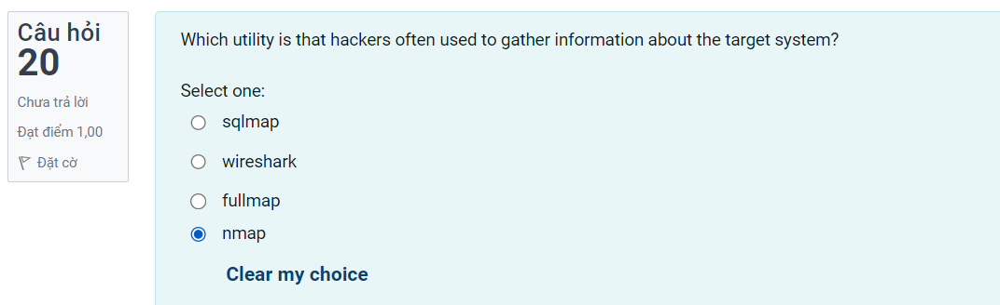 Câu hỏi
20
Chưa trả lời
Đạt điểm 1,00
Đặt cờ
Which utility is that hackers often used to gather information about the target system?
Select one:
sqlmap
wireshark
fullmap
nmap
Clear my choice